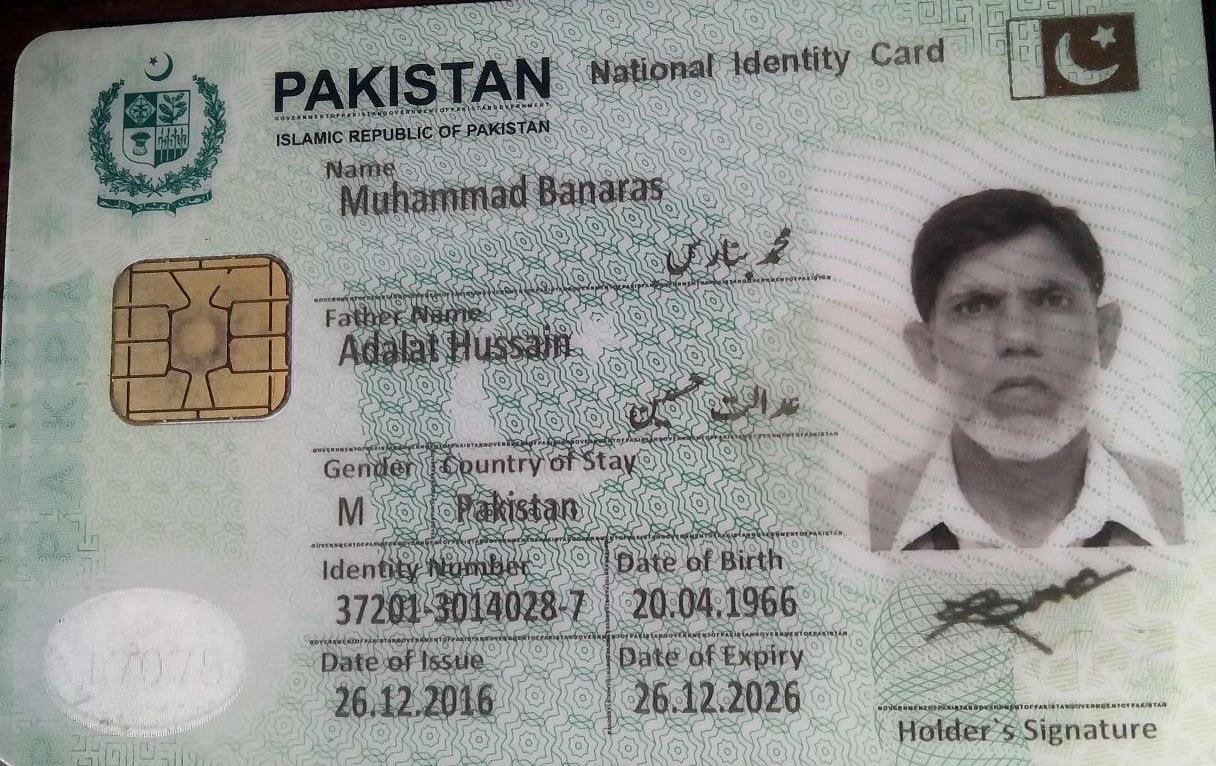 PAKISTAN National Identity Card
ISLAMIC REPUBLIC OF PAKISTAN
Name
Muhammad Banaras
محمد بنارس
Father Name
Adalat Hussain
عدالت حسین
Gender Country of Stay
M Pakistan
Identity Number Date of Birth
37201-3014028-7 20.04.1966
Date of Issue Date of Expiry
26.12.2016 26.12.2026
Holder`s Signature